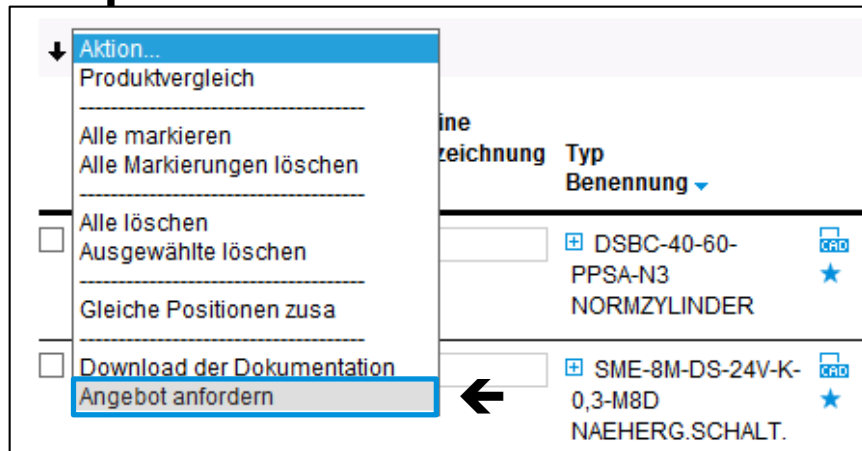 Aktion...
Produktvergleich
------------------------------------
Alle markieren
Alle Markierungen löschen
------------------------------------
Alle löschen
Ausgewählte löschen
------------------------------------
Gleiche Positionen zusa
------------------------------------
Download der Dokumentation
Angebot anfordern
ine
zeichnung
Typ
Benennung
DSBC-40-60-
PPSA-N3
NORMZYLINDER
CAD
SME-8M-DS-24V-K-
0,3-M8D
NAEHERG.SCHALT.
CAD